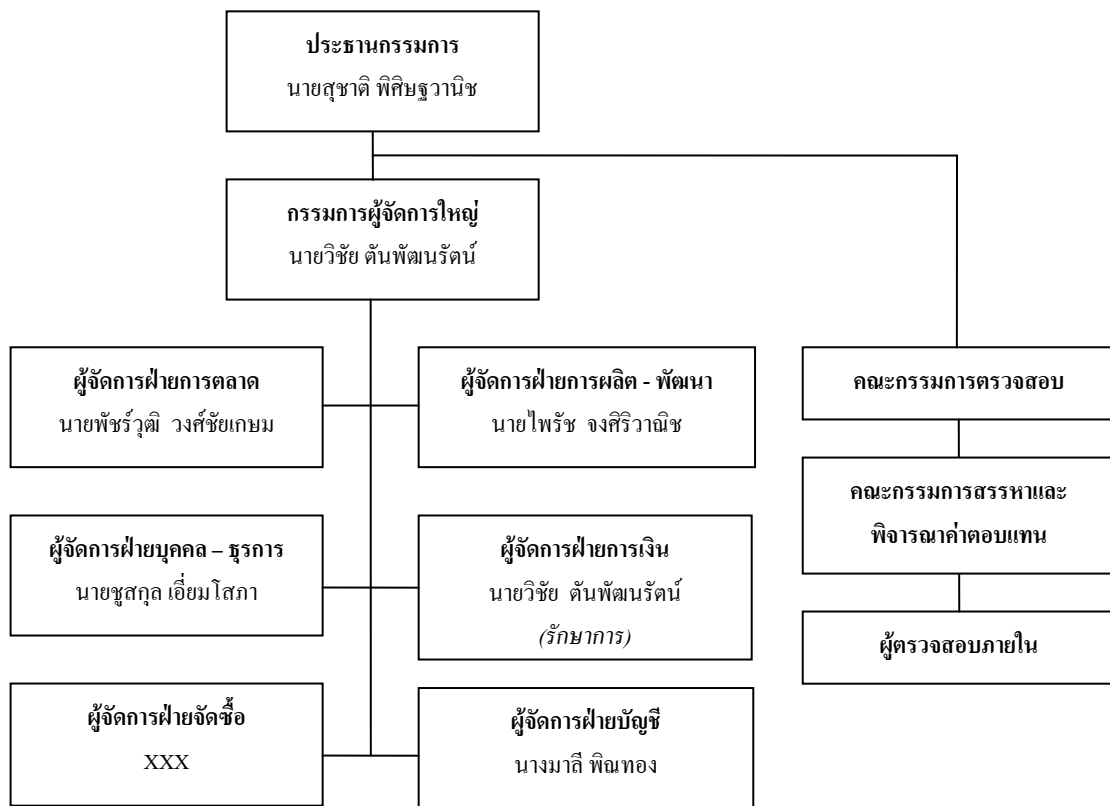 ประธานกรรมการ
นายสุชาติ พิศิษฐวานิช
กรรมการผู้จัดการใหญ่
นายวิชัย ตันพัฒนรัตน์
ผู้จัดการฝ่ายการตลาด
นายพัชร์วุฒิ วงศ์ชัยเกษม
ผู้จัดการฝ่ายการผลิต - พัฒนา
นายไพรัช จงศิริวาณิช
คณะกรรมการตรวจสอบ
ผู้จัดการฝ่ายบุคคล – ธุรการ
นายชูสกุล เอี่ยมโสภา
ผู้จัดการฝ่ายการเงิน
นายวิชัย ตันพัฒนรัตน์
(รักษาการ)
คณะกรรมการสรรหาและ
พิจารณาค่าตอบแทน
ผู้ตรวจสอบภายใน
ผู้จัดการฝ่ายจัดซื้อ
XXX
ผู้จัดการฝ่ายบัญชี
นางมาลี พิณทอง